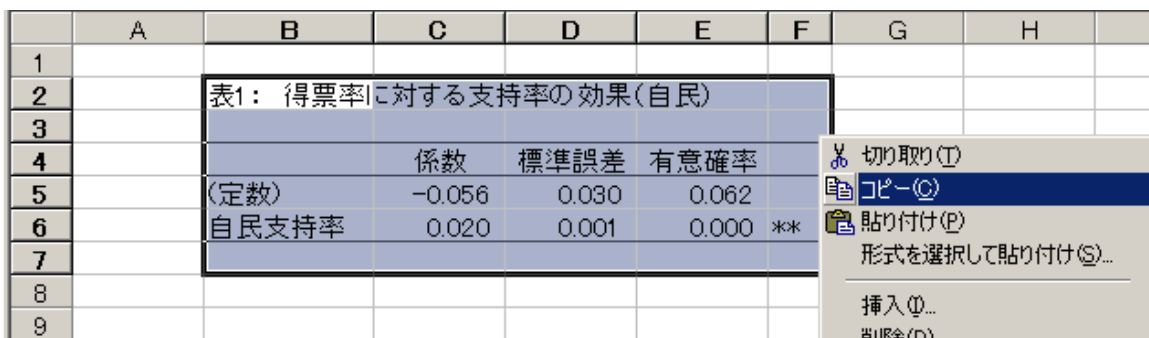 A B C D E F G H
1
2 表1： 得票率に対する支持率の効果(自民)
3
4 係数 標準誤差 有意確率
5 (定数) -0.056 0.030 0.062
6 自民支持率 0.020 0.001 0.000 **
7
8
9
切り取り(T)
コピー(C)
貼り付け(P)
形式を選択して貼り付け(S)...
挿入(I)...
削除(D)